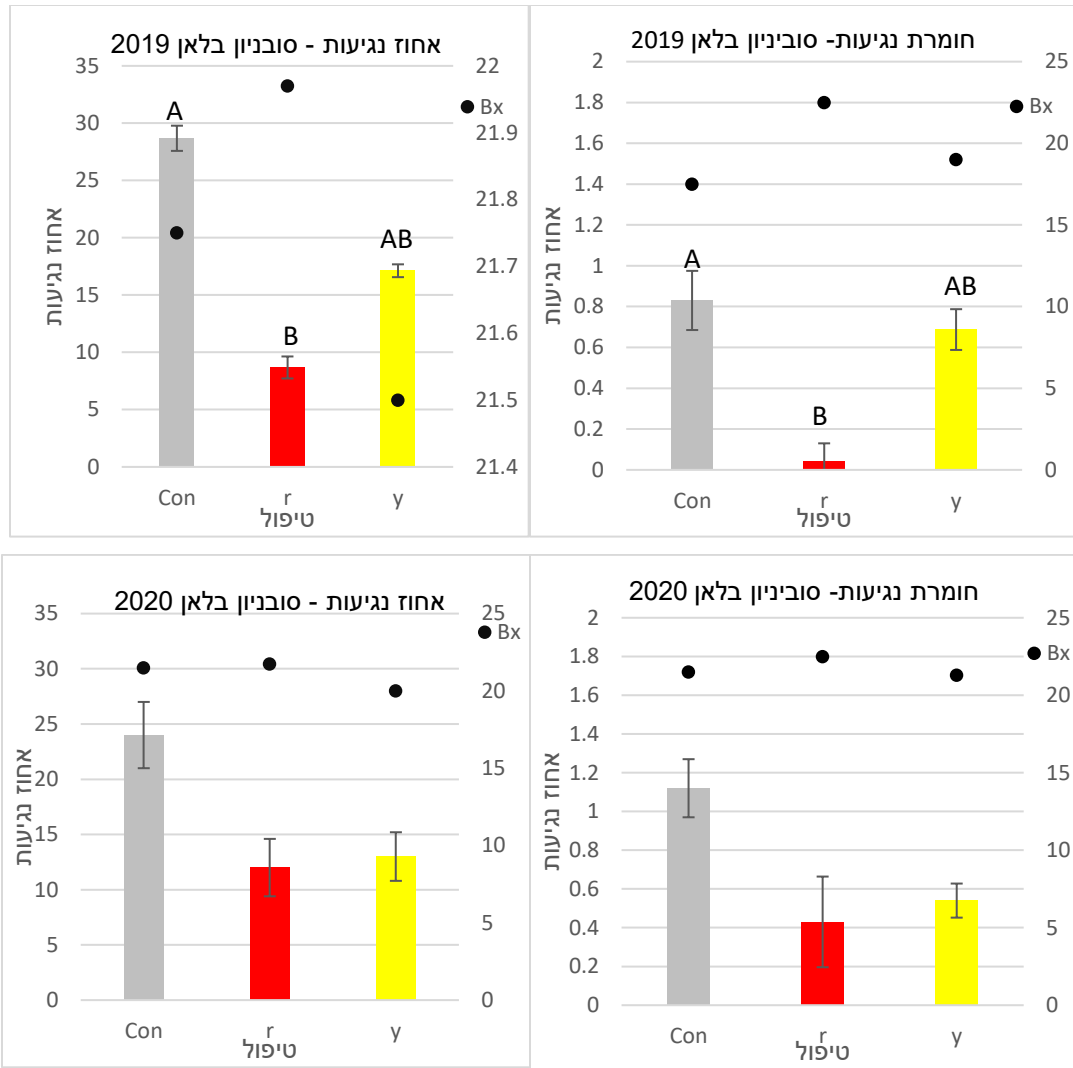 אחוז נגיעות - סובניון בלאן 2019
35
30
25
20
15
10
5
0
אחוז נגיעות
22
21.9
21.8
21.7
21.6
21.5
21.4
Bx
A
B
AB
Con
r
y
טיפול
חומרת נגיעות- סוביניון בלאן 2019
2
1.8
1.6
1.4
1.2
1
0.8
0.6
0.4
0.2
0
אחוז נגיעות
25
20
15
10
5
0
Bx
A
B
AB
Con
r
y
טיפול
אחוז נגיעות - סובניון בלאן 2020
35
30
25
20
15
10
5
0
אחוז נגיעות
25
20
15
10
5
0
Bx
Con
r
y
טיפול
חומרת נגיעות- סוביניון בלאן 2020
2
1.8
1.6
1.4
1.2
1
0.8
0.6
0.4
0.2
0
אחוז נגיעות
25
20
15
10
5
0
Bx
Con
r
y
טיפול